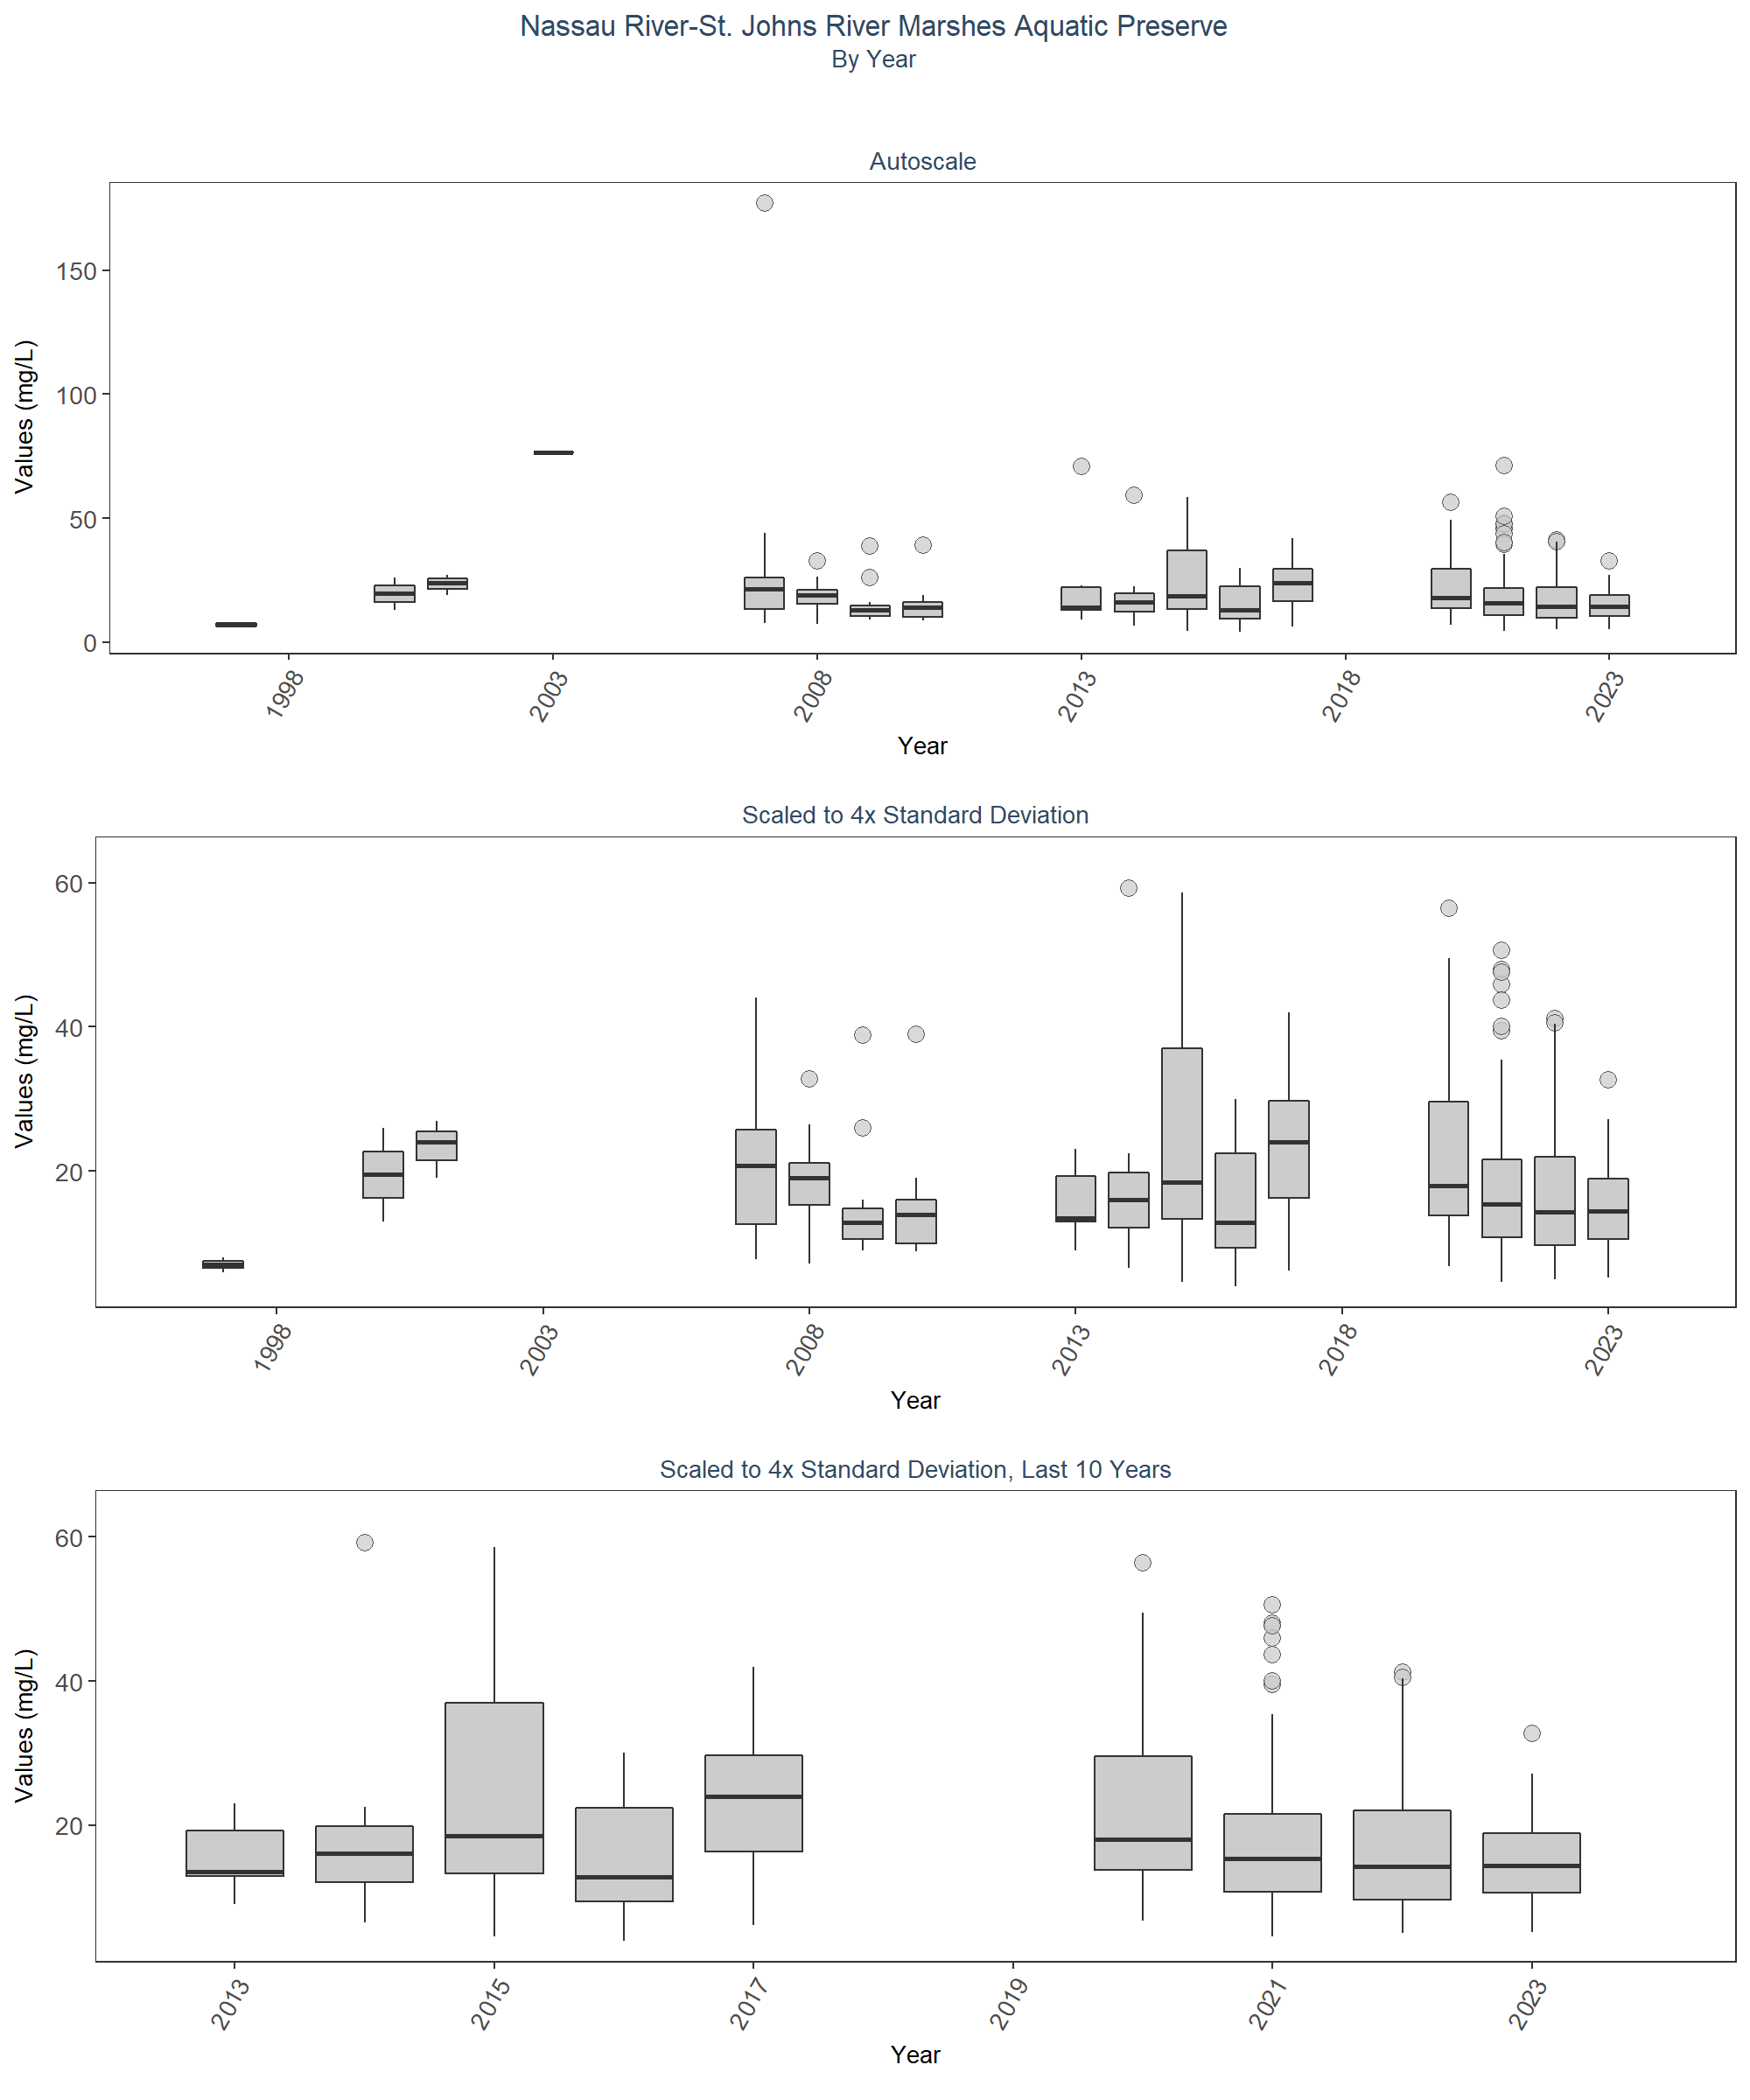 Nassau River-St. Johns River Marshes Aquatic Preserve
By Year
Autoscale
Values (mg/L)
150
100
50
0
1998
2003
2008
2013
2018
2023
Year
Scaled to 4x Standard Deviation
Values (mg/L)
60
40
20
1998
2003
2008
2013
2018
2023
Year
Scaled to 4x Standard Deviation, Last 10 Years
Values (mg/L)
60
40
20
2013
2015
2017
2019
2021
2023
Year